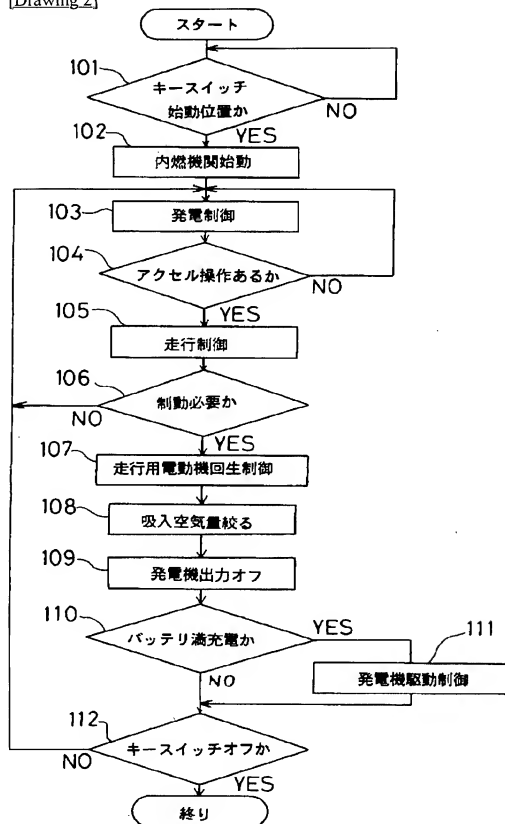 [Drawing 2]
スタート
101
キースイッチ
始動位置か
NO
YES
102
内燃機関始動
103
発電制御
104
アクセル操作あるか
NO
YES
105
走行制御
106
制動必要か
NO
YES
107
走行用電動機回生制御
108
吸入空気量絞る
109
発電機出力オフ
110
バッテリ満充電か
YES
111
NO
発電機駆動制御
112
キースイッチオフか
NO
YES
終り